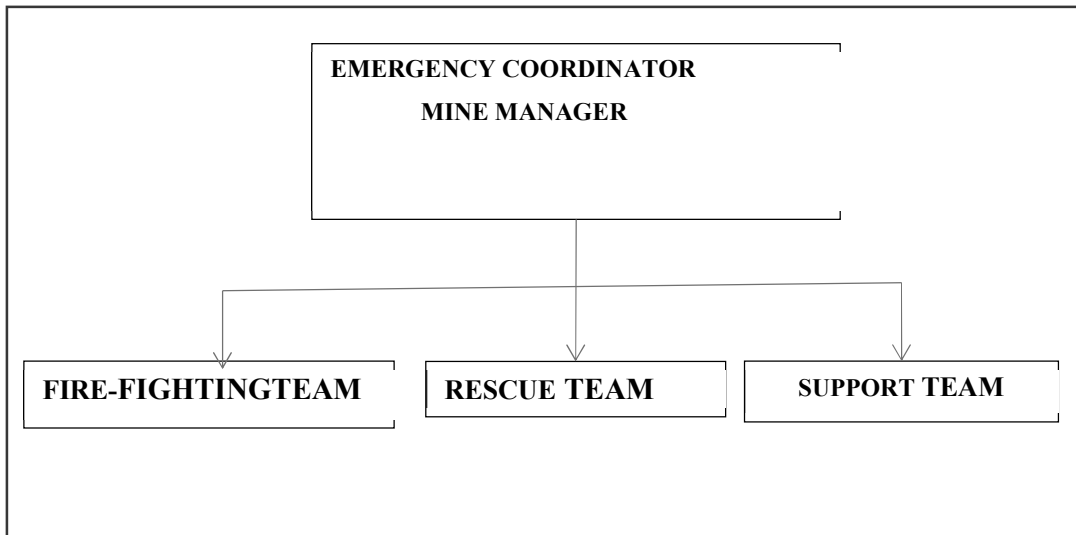 EMERGENCY COORDINATOR
MINE MANAGER
FIRE-FIGHTINGTEAM
RESCUE TEAM
SUPPORT TEAM